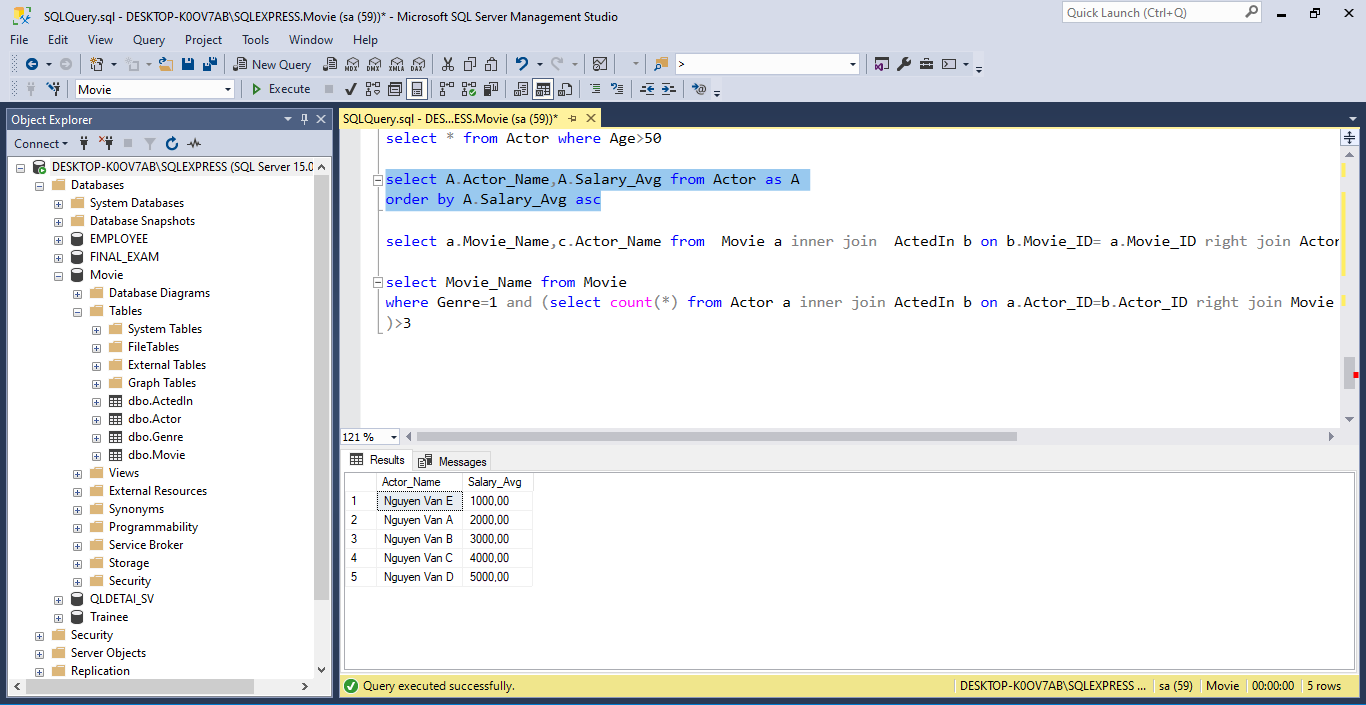 SQLQuery.sql - DESKTOP-K0OV7AB\SQLEXPRESS.Movie (sa (59))* - Microsoft SQL Server Management Studio
Quick Launch (Ctrl+Q)
File Edit View Query Project Tools Window Help
New Query MDX DMX XMLA DAX >
Movie Execute
Object Explorer
Connect
DESKTOP-K0OV7AB\SQLEXPRESS (SQL Server 15.0
Databases
System Databases
Database Snapshots
EMPLOYEE
FINAL_EXAM
Movie
Database Diagrams
Tables
System Tables
FileTables
External Tables
Graph Tables
dbo.ActedIn
dbo.Actor
dbo.Genre
dbo.Movie
Views
External Resources
Synonyms
Programmability
Service Broker
Storage
Security
QLDETAI_SV
Trainee
Security
Server Objects
Replication
SQLQuery.sql - DES...ESS.Movie (sa (59))*
select * from Actor where Age>50
select A.Actor_Name,A.Salary_Avg from Actor as A
order by A.Salary_Avg asc
select a.Movie_Name,c.Actor_Name from Movie a inner join ActedIn b on b.Movie_ID= a.Movie_ID right join Actor
select Movie_Name from Movie
where Genre=1 and (select count(*) from Actor a inner join ActedIn b on a.Actor_ID=b.Actor_ID right join Movie
)>3
121 %
Results Messages
Actor_Name Salary_Avg
1 Nguyen Van E 1000,00
2 Nguyen Van A 2000,00
3 Nguyen Van B 3000,00
4 Nguyen Van C 4000,00
5 Nguyen Van D 5000,00
Query executed successfully.
DESKTOP-K0OV7AB\SQLEXPRESS ... sa (59) Movie 00:00:00 5 rows